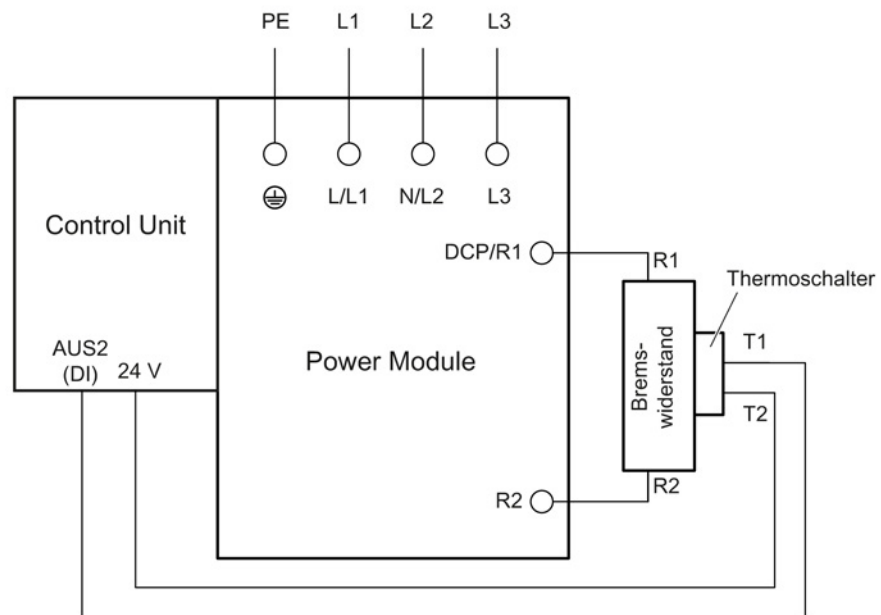 PE L1 L2 L3
L/L1 N/L2 L3
Control Unit
DCP/R1
R1
Thermoschalter
Power Module
Brems-
widerstand
T1
T2
AUS2
(DI)
24 V
R2
R2